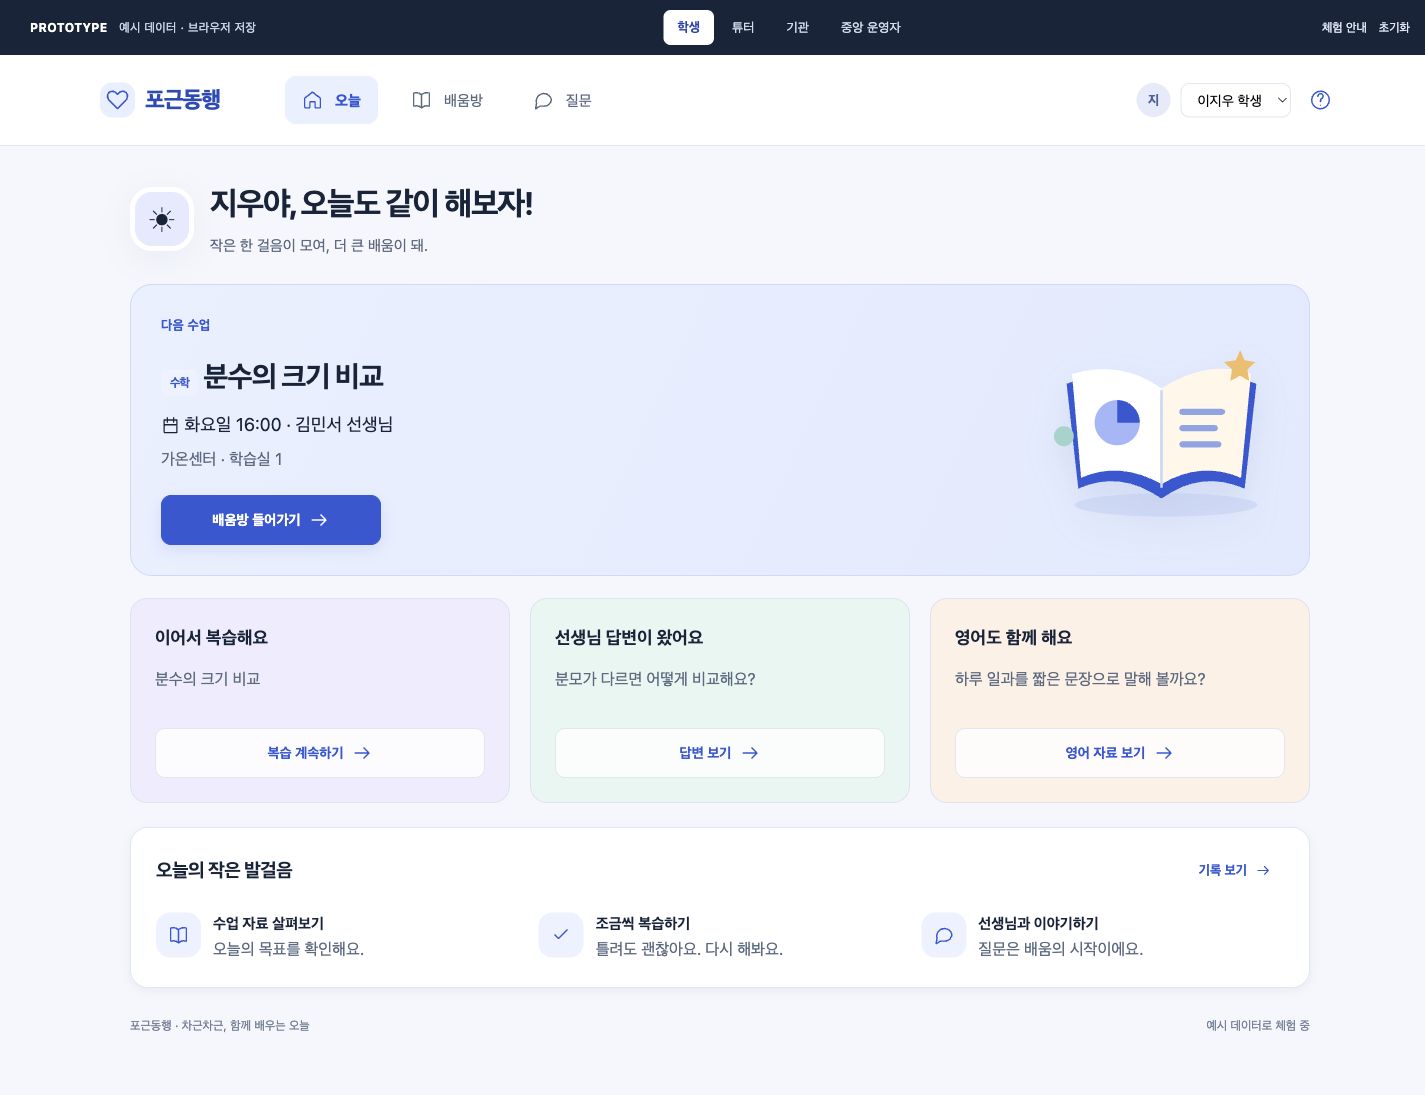 PROTOTYPE 예시 데이터 · 브라우저 저장 학생 튜터 기관 중앙 운영자 체험 안내 초기화
포근동행 오늘 배움방 질문 지 이지우 학생
지우야, 오늘도 같이 해보자!
작은 한 걸음이 모여, 더 큰 배움이 돼.
다음 수업
수학 분수의 크기 비교
화요일 16:00 · 김민서 선생님
가온센터 · 학습실 1
배움방 들어가기
이어서 복습해요
분수의 크기 비교
복습 계속하기
선생님 답변이 왔어요
분모가 다르면 어떻게 비교해요?
답변 보기
영어도 함께 해요
하루 일과를 짧은 문장으로 말해 볼까요?
영어 자료 보기
오늘의 작은 발걸음 기록 보기
수업 자료 살펴보기
오늘의 목표를 확인해요.
조금씩 복습하기
틀려도 괜찮아요. 다시 해봐요.
선생님과 이야기하기
질문은 배움의 시작이에요.
포근동행 · 차근차근, 함께 배우는 오늘 예시 데이터로 체험 중